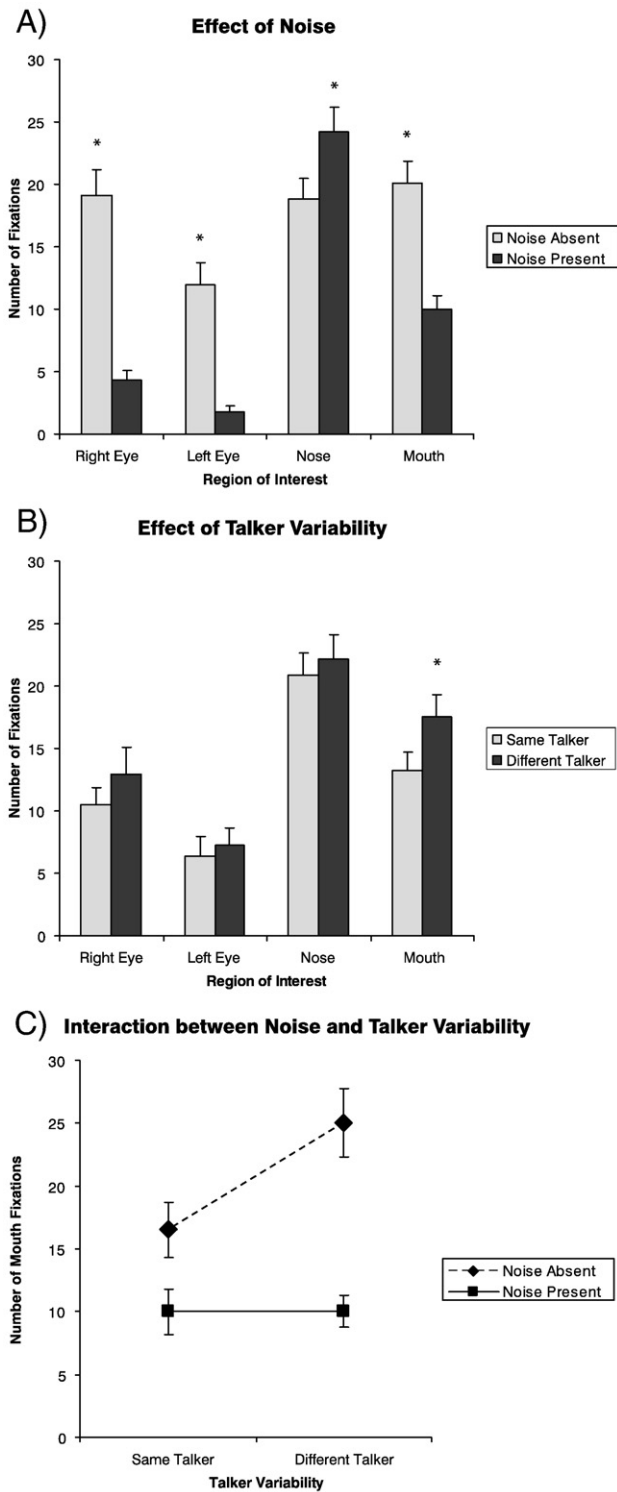 A)
Effect of Noise
30
25
20
15
10
5
0
Number of Fixations
*
*
*
*
Right Eye Left Eye Nose Mouth
Region of Interest
Noise Absent
Noise Present
B)
Effect of Talker Variability
30
25
20
15
10
5
0
Number of Fixations
*
Right Eye Left Eye Nose Mouth
Region of Interest
Same Talker
Different Talker
C) Interaction between Noise and Talker Variability
30
25
20
15
10
5
0
Number of Mouth Fixations
Same Talker Different Talker
Talker Variability
Noise Absent
Noise Present